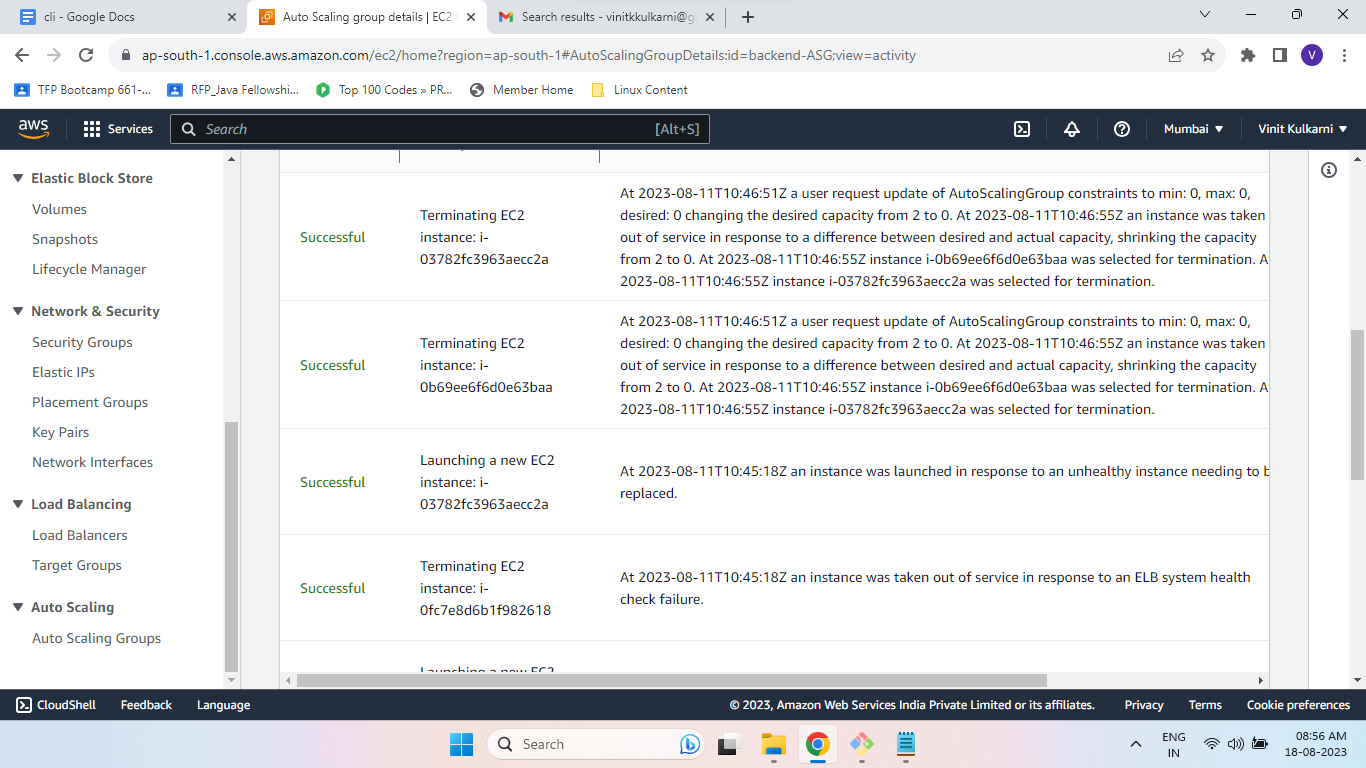 cli - Google Docs
Auto Scaling group details | EC2
Search results - vinitkkulkarni@g
ap-south-1.console.aws.amazon.com/ec2/home?region=ap-south-1#AutoScalingGroupDetails:id=backend-ASG;view=activity
V
TFP Bootcamp 661-...
RFP_Java Fellowshi...
Top 100 Codes » PR...
Member Home
Linux Content
aws
Services
Search
[Alt+S]
Mumbai
Vinit Kulkarni
Elastic Block Store
Volumes
Snapshots
Lifecycle Manager
Network & Security
Security Groups
Elastic IPs
Placement Groups
Key Pairs
Network Interfaces
Load Balancing
Load Balancers
Target Groups
Auto Scaling
Auto Scaling Groups
Successful
Terminating EC2
instance: i-
03782fc3963aecc2a
At 2023-08-11T10:46:51Z a user request update of AutoScalingGroup constraints to min: 0, max: 0,
desired: 0 changing the desired capacity from 2 to 0. At 2023-08-11T10:46:55Z an instance was taken
out of service in response to a difference between desired and actual capacity, shrinking the capacity
from 2 to 0. At 2023-08-11T10:46:55Z instance i-0b69ee6f6d0e63baa was selected for termination. A
2023-08-11T10:46:55Z instance i-03782fc3963aecc2a was selected for termination.
Successful
Terminating EC2
instance: i-
0b69ee6f6d0e63baa
At 2023-08-11T10:46:51Z a user request update of AutoScalingGroup constraints to min: 0, max: 0,
desired: 0 changing the desired capacity from 2 to 0. At 2023-08-11T10:46:55Z an instance was taken
out of service in response to a difference between desired and actual capacity, shrinking the capacity
from 2 to 0. At 2023-08-11T10:46:55Z instance i-0b69ee6f6d0e63baa was selected for termination. A
2023-08-11T10:46:55Z instance i-03782fc3963aecc2a was selected for termination.
Successful
Launching a new EC2
instance: i-
03782fc3963aecc2a
At 2023-08-11T10:45:18Z an instance was launched in response to an unhealthy instance needing to b
replaced.
Successful
Terminating EC2
instance: i-
0fc7e8d6b1f982618
At 2023-08-11T10:45:18Z an instance was taken out of service in response to an ELB system health
check failure.
Launching a new EC2
CloudShell
Feedback
Language
© 2023, Amazon Web Services India Private Limited or its affiliates.
Privacy
Terms
Cookie preferences
Search
ENG
IN
08:56 AM
18-08-2023